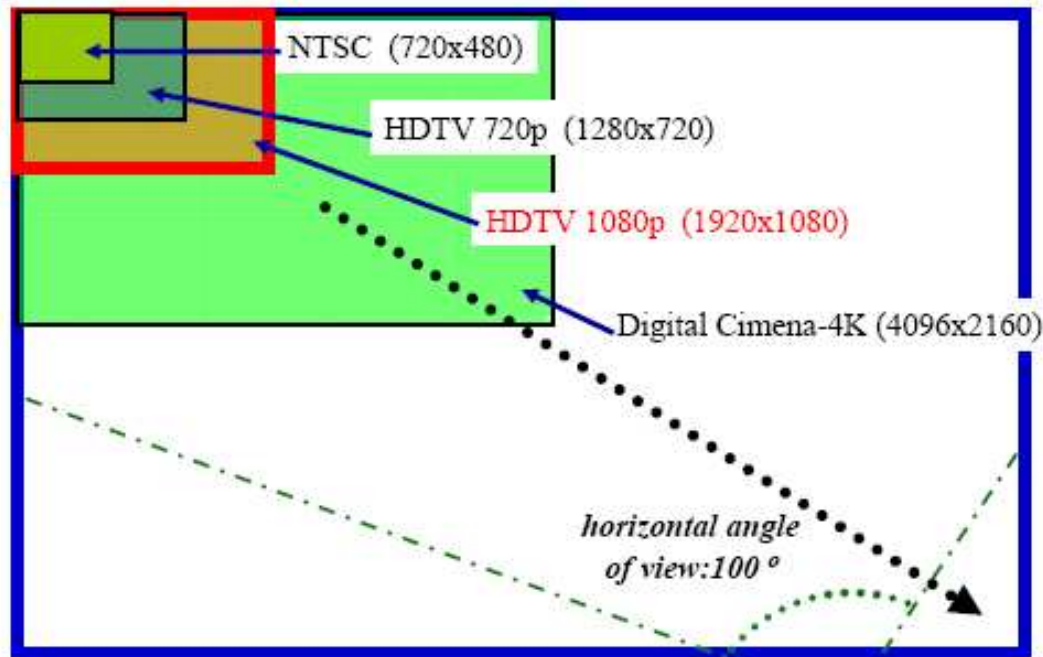 NTSC (720x480)
HDTV 720p (1280x720)
HDTV 1080p (1920x1080)
Digital Cimena-4K (4096x2160)
horizontal angle
of view:100 º